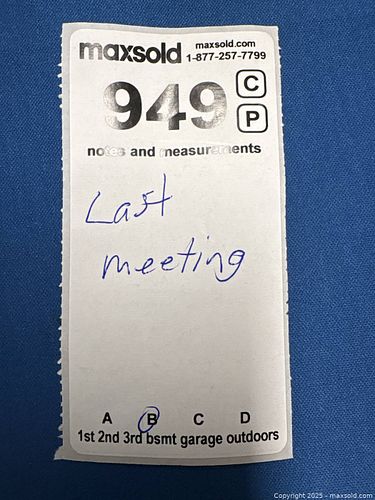 maxsold maxsold.com
1-877-257-7799
949 C
P
notes and measurements
Last
meeting
A B C D
1st 2nd 3rd bsmt garage outdoors
Copyright 2025 - maxsold.com